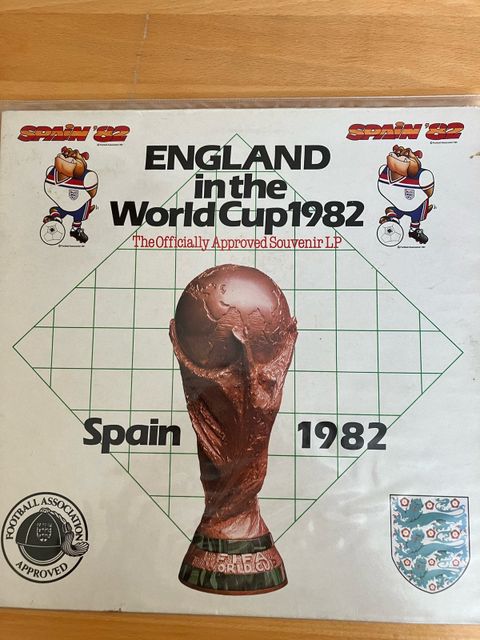 SPAIN '82
SPAIN '82
ENGLAND
in the
World Cup 1982
The Officially Approved Souvenir LP
Spain
1982
FOOTBALL ASSOCIATION
APPROVED
FIFA
WORLD CUP